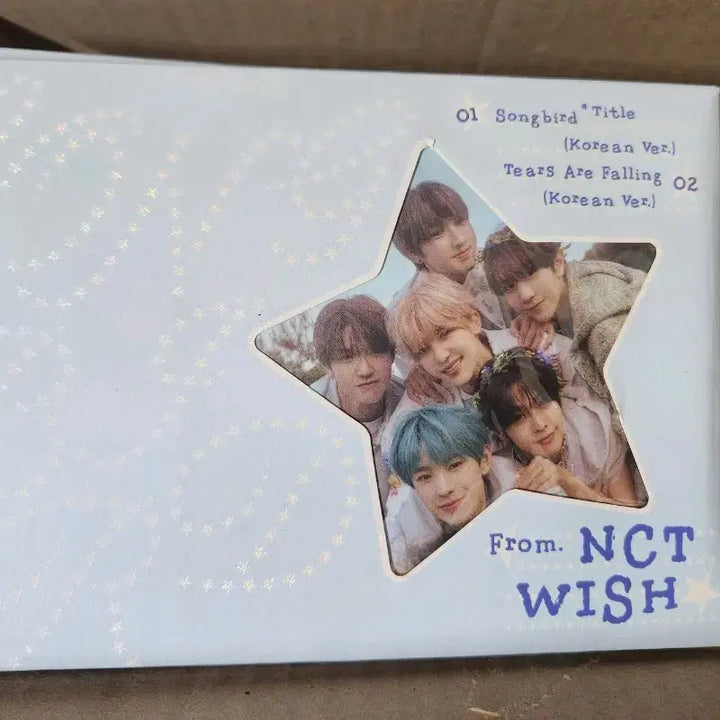 01 Songbird *Title
(Korean Ver.)
Tears Are Falling 02
(Korean Ver.)
From. NCT
WISH